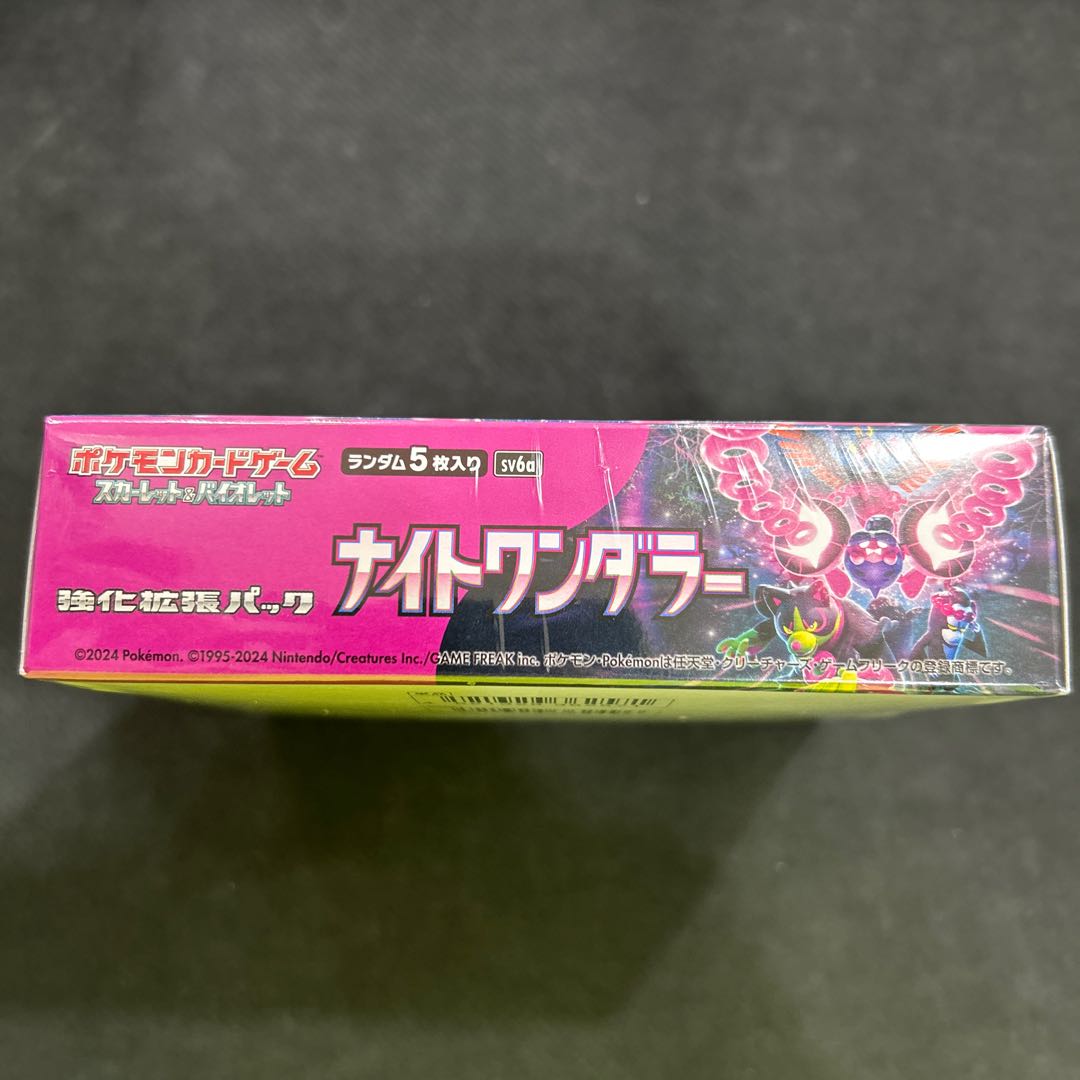 ポケモンカードゲーム
スカーレット&バイオレット
ランダム5枚入り sv6a
強化拡張パック
ナイトワンダラー
©2024 Pokémon. ©1995-2024 Nintendo/Creatures Inc./GAME FREAK inc. ポケモン・Pokémonは任天堂・クリーチャーズ・ゲームフリークの登録商標です。